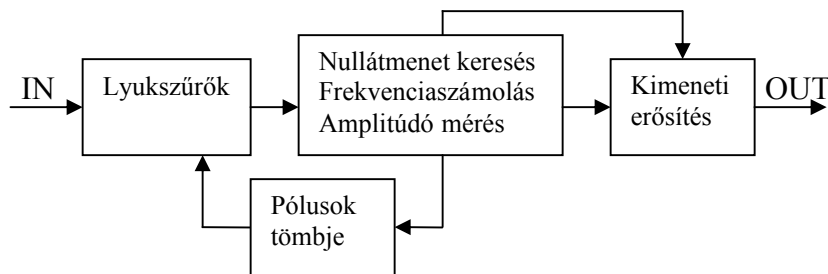 IN
Lyukszűrők
Nullátmenet keresés
Frekvenciaszámolás
Amplitúdó mérés
Kimeneti
erősítés
OUT
Pólusok
tömbje